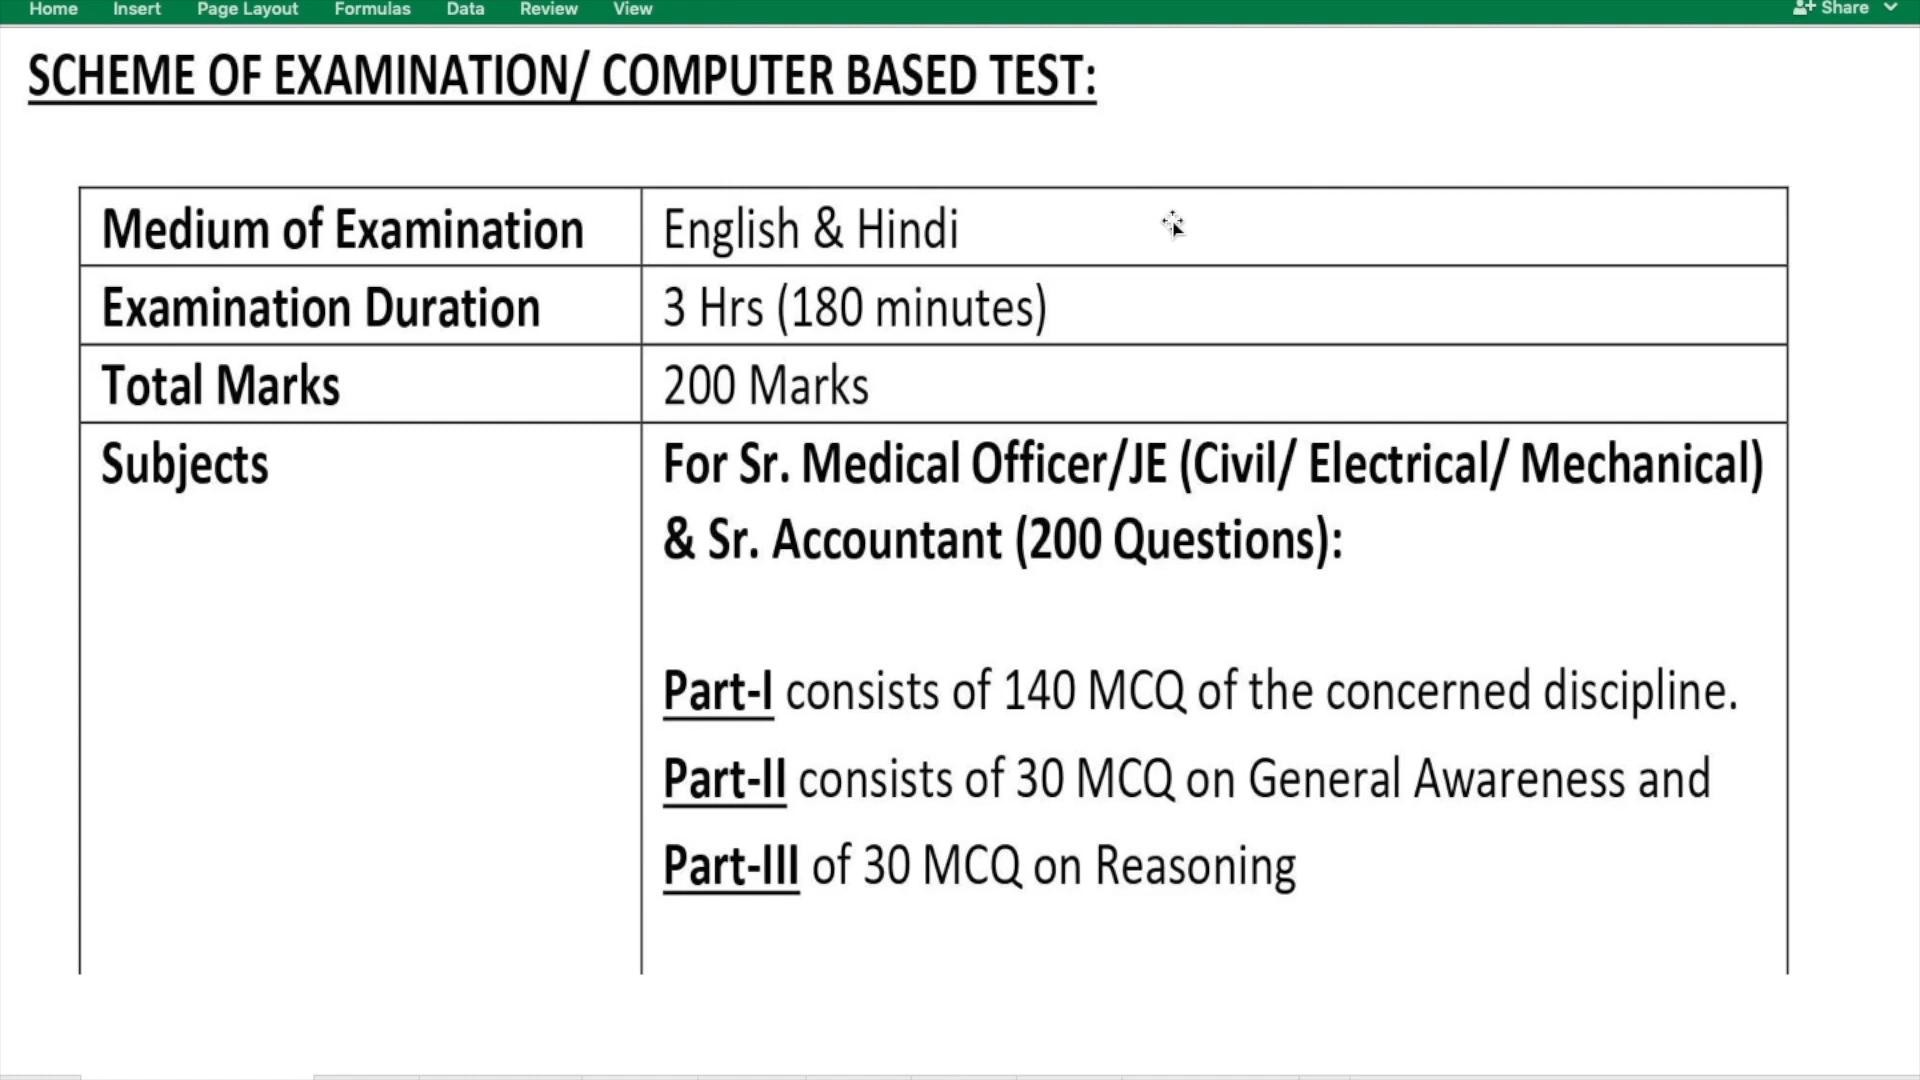 Home Insert Page Layout Formulas Data Review View Share
SCHEME OF EXAMINATION/ COMPUTER BASED TEST:
Medium of Examination English & Hindi
Examination Duration 3 Hrs (180 minutes)
Total Marks 200 Marks
Subjects For Sr. Medical Officer/JE (Civil/ Electrical/ Mechanical)
& Sr. Accountant (200 Questions):
Part-I consists of 140 MCQ of the concerned discipline.
Part-II consists of 30 MCQ on General Awareness and
Part-III of 30 MCQ on Reasoning